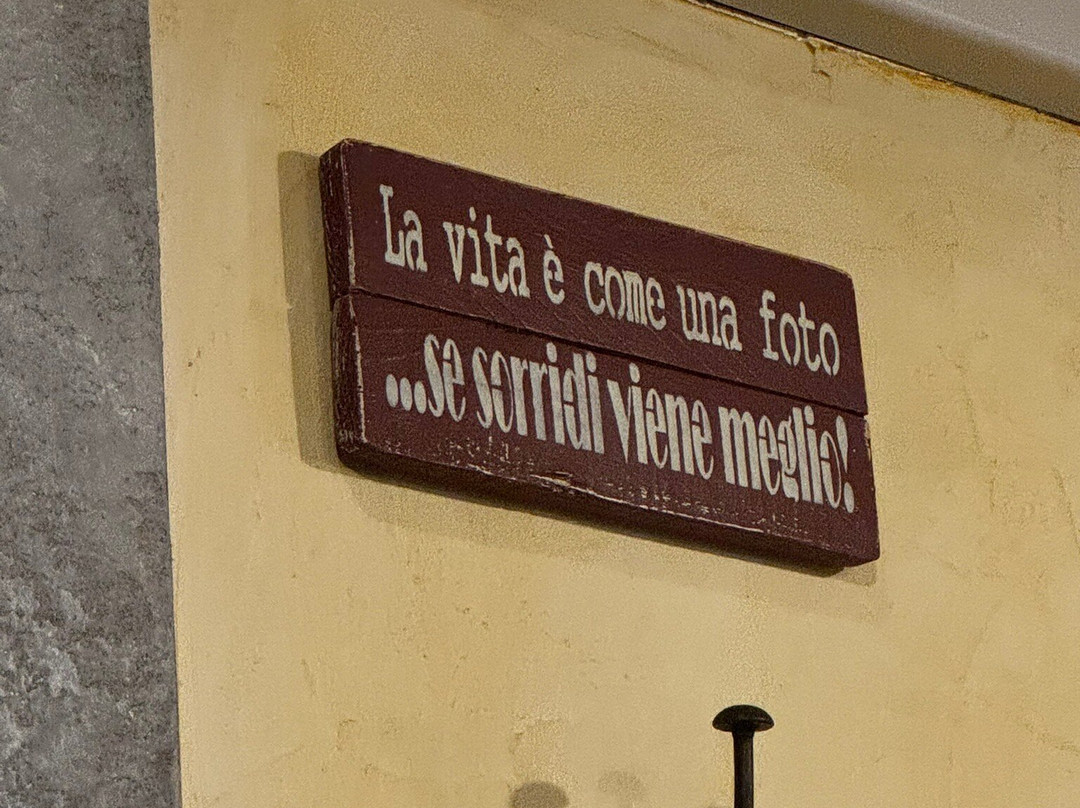 La vita è come una foto
...se sorridi viene meglio!